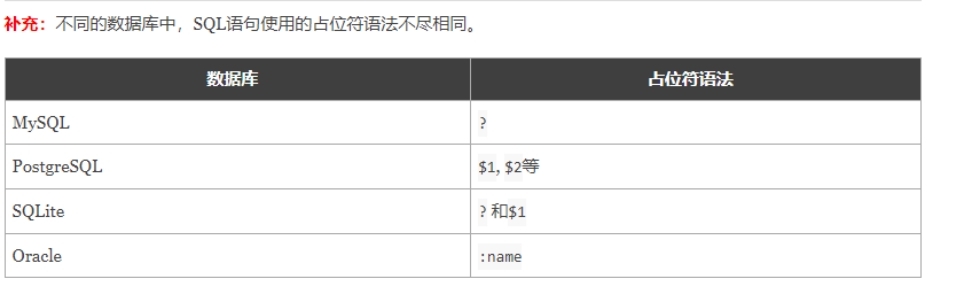 补充：不同的数据库中，SQL语句使用的占位符语法不尽相同。
数据库 占位符语法
MySQL ?
PostgreSQL $1, $2等
SQLite ? 和$1
Oracle :name